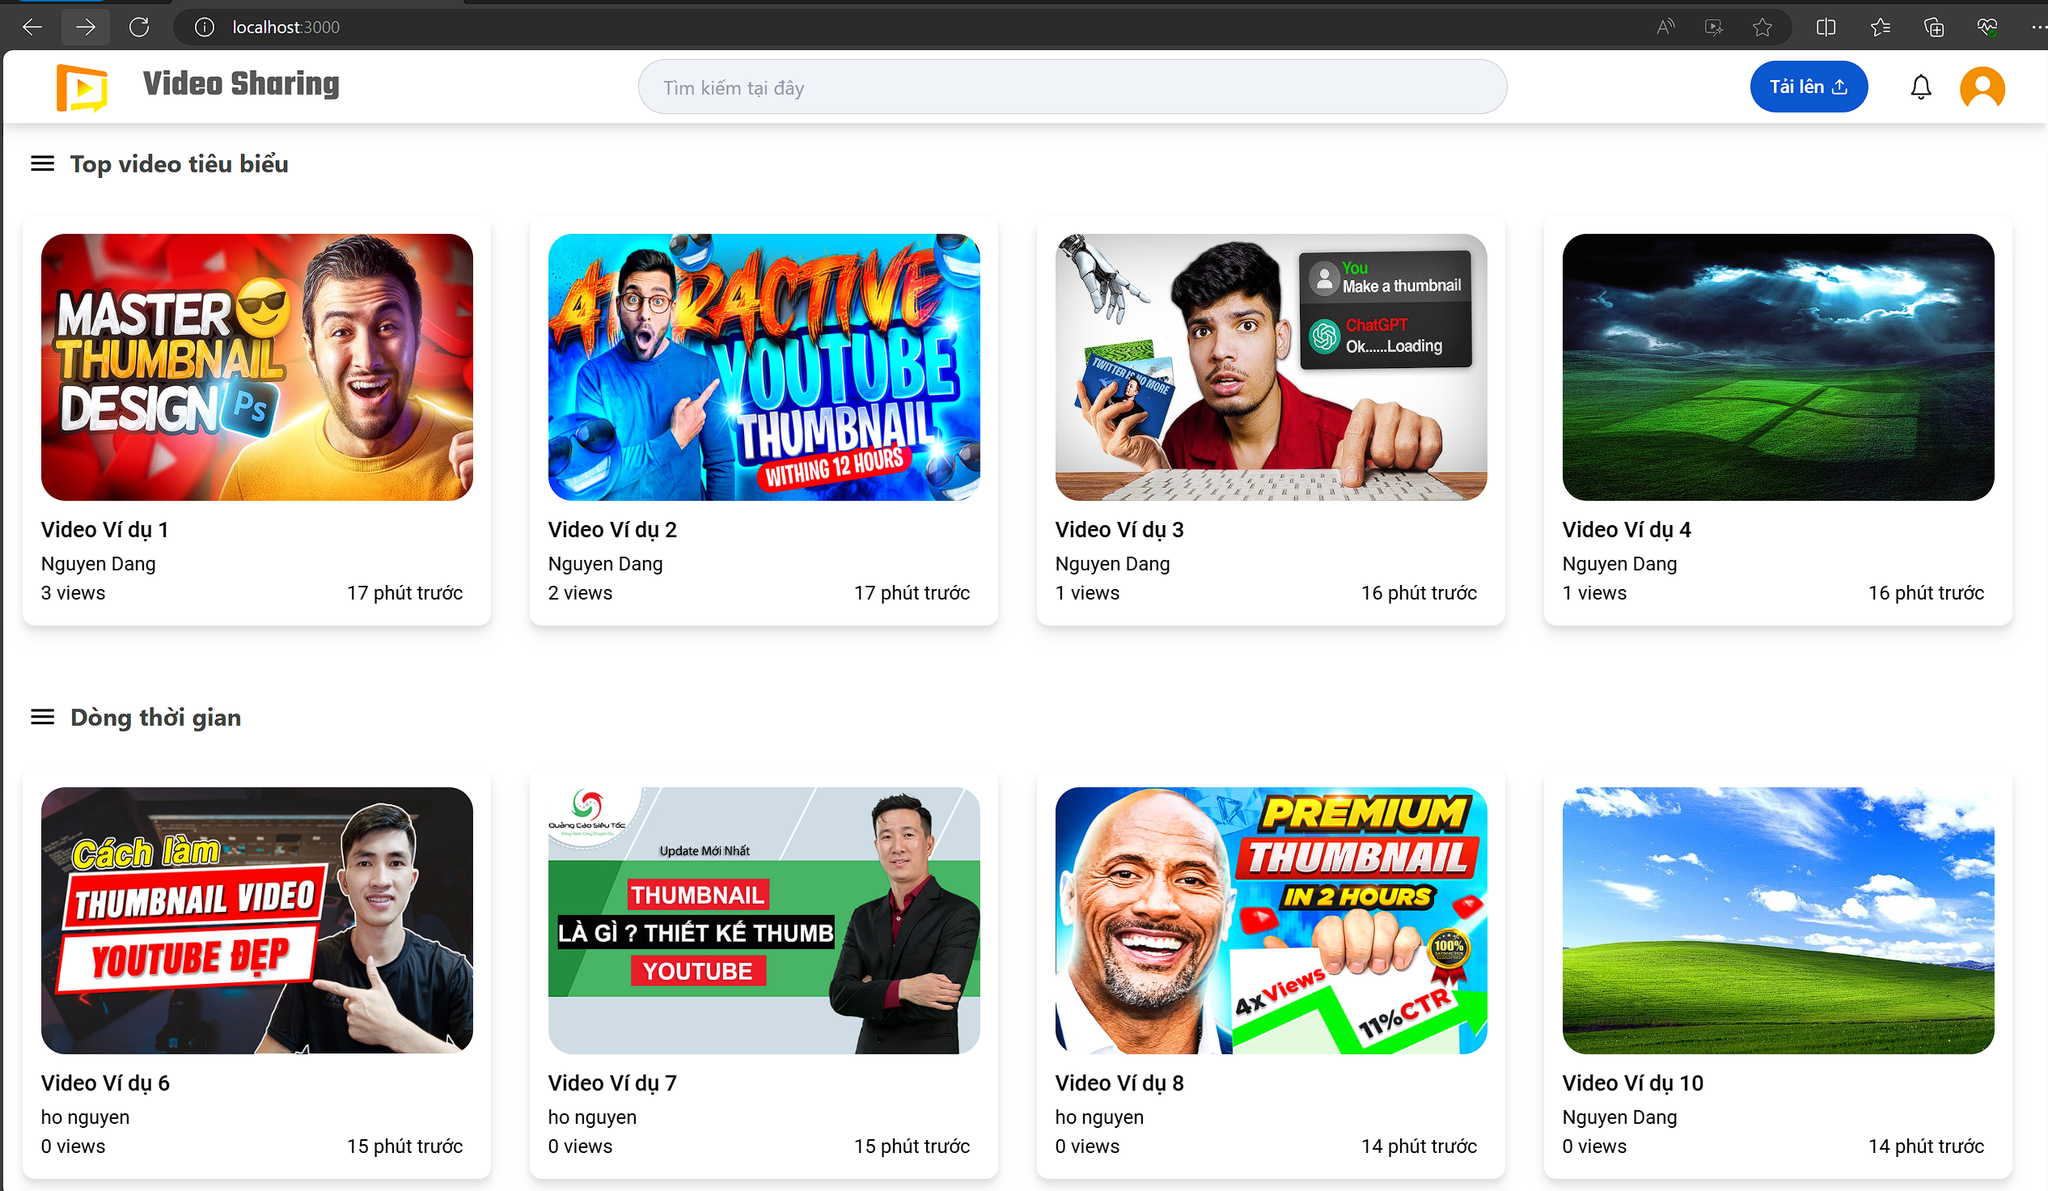 localhost:3000
Video Sharing
Tìm kiếm tại đây
Tải lên
Top video tiêu biểu
MASTER
THUMBNAIL
DESIGN Ps
Video Ví dụ 1
Nguyen Dang
3 views 17 phút trước
ATTRACTIVE
YOUTUBE
THUMBNAIL
WITHING 12 HOURS
Video Ví dụ 2
Nguyen Dang
2 views 17 phút trước
You
Make a thumbnail
ChatGPT
Ok......Loading
TWITTER IS NO MORE
Video Ví dụ 3
Nguyen Dang
1 views 16 phút trước
Video Ví dụ 4
Nguyen Dang
1 views 16 phút trước
Dòng thời gian
Cách làm
THUMBNAIL VIDEO
YOUTUBE ĐẸP
Video Ví dụ 6
ho nguyen
0 views 15 phút trước
Quảng Cáo Siêu Tốc
Update Mới Nhất
THUMBNAIL
LÀ GÌ ? THIẾT KẾ THUMB
YOUTUBE
Video Ví dụ 7
ho nguyen
0 views 15 phút trước
PREMIUM
THUMBNAIL
IN 2 HOURS
100%
4xViews
11%CTR
Video Ví dụ 8
ho nguyen
0 views 14 phút trước
Video Ví dụ 10
Nguyen Dang
0 views 14 phút trước